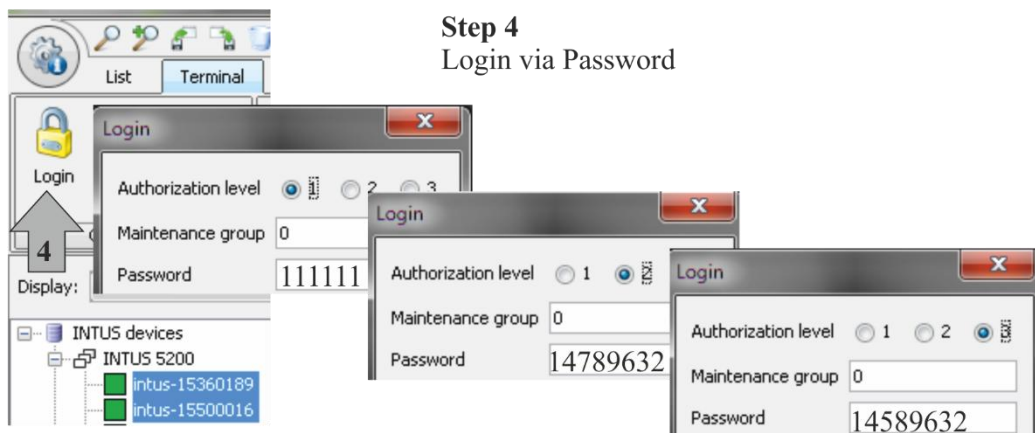 Step 4
Login via Password
List Terminal
Login
4
Display:
Login
Authorization level 1 2 3
Maintenance group 0
Password 111111
Login
Authorization level 1 2
Maintenance group 0
Password 14789632
Login
Authorization level 1 2 3
Maintenance group 0
Password 14589632
INTUS devices
INTUS 5200
intus-15360189
intus-15500016